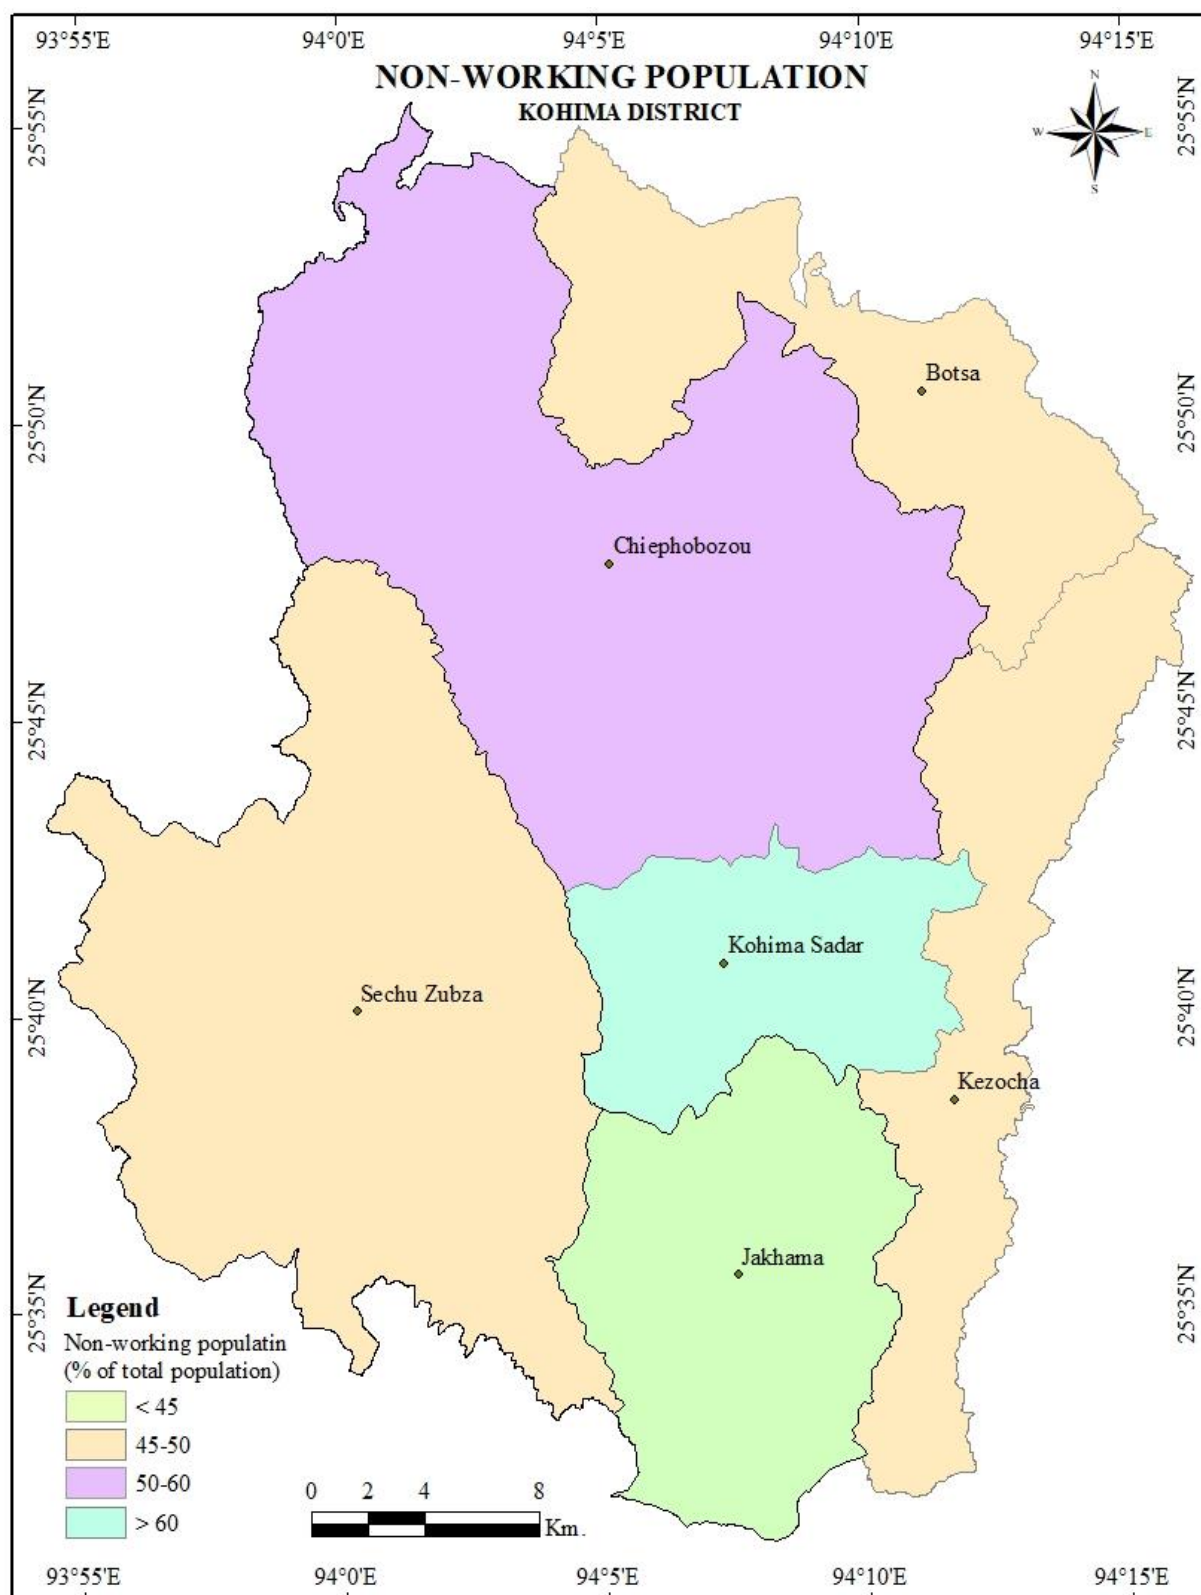 93°55'E 94°0'E 94°5'E 94°10'E 94°15'E
NON-WORKING POPULATION
KOHIMA DISTRICT
N
W E
S
25°55'N 25°55'N
Botsa
25°50'N 25°50'N
Chiephobozou
25°45'N 25°45'N
Kohima Sadar
Sechu Zubza
25°40'N 25°40'N
Kezocha
Jakhama
25°35'N 25°35'N
Legend
Non-working populatin
(% of total population)
< 45
45-50
50-60
> 60
0 2 4 8
Km.
93°55'E 94°0'E 94°5'E 94°10'E 94°15'E